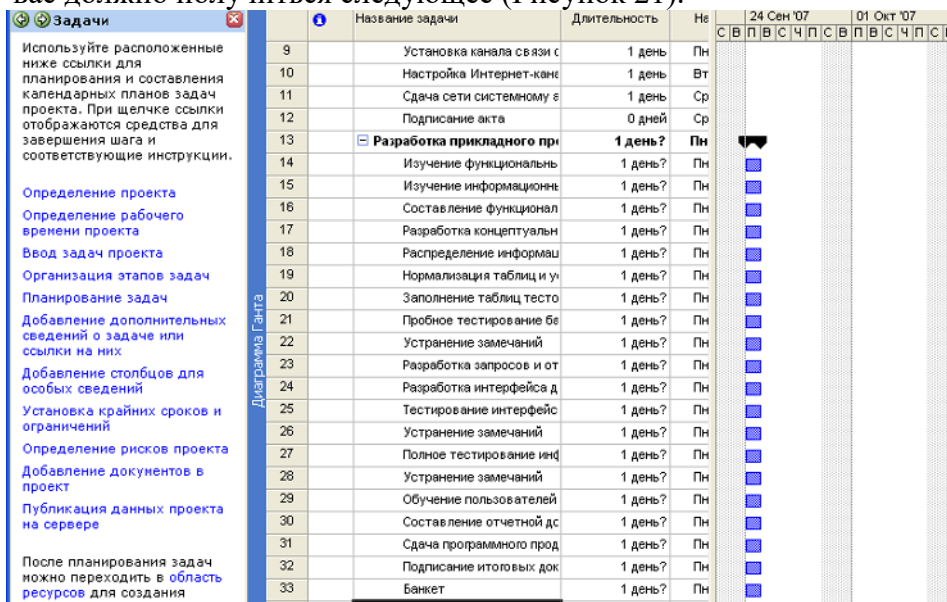 вас должно получиться следующее (Рисунок 21).
Задачи
Используйте расположенные
ниже ссылки для
планирования и составления
календарных планов задач
проекта. При щелчке ссылки
отображаются средства для
завершения шага и
соответствующие инструкции.
Определение проекта
Определение рабочего
времени проекта
Ввод задач проекта
Организация этапов задач
Планирование задач
Добавление дополнительных
сведений о задаче или
ссылки на них
Добавление столбцов для
особых сведений
Установка крайних сроков и
ограничений
Определение рисков проекта
Добавление документов в
проект
Публикация данных проекта
на сервере
После планирования задач
можно переходить в область
ресурсов для создания
Диаграмма Ганта
Название задачи Длительность На 24 Сен '07 01 Окт '07
С В П В С Ч П С В П В С Ч П С
9 Установка канала связи с 1 день Пн
10 Настройка Интернет-кана 1 день Вт
11 Сдача сети системному а 1 день Ср
12 Подписание акта 0 дней Ср
13 Разработка прикладного про 1 день? Пн
14 Изучение функциональнь 1 день? Пн
15 Изучение информационнь 1 день? Пн
16 Составление функционал 1 день? Пн
17 Разработка концептуальн 1 день? Пн
18 Распределение информац 1 день? Пн
19 Нормализация таблиц и у 1 день? Пн
20 Заполнение таблиц тесто 1 день? Пн
21 Пробное тестирование ба 1 день? Пн
22 Устранение замечаний 1 день? Пн
23 Разработка запросов и от 1 день? Пн
24 Разработка интерфейса д 1 день? Пн
25 Тестирование интерфейс 1 день? Пн
26 Устранение замечаний 1 день? Пн
27 Полное тестирование инф 1 день? Пн
28 Устранение замечаний 1 день? Пн
29 Обучение пользователей 1 день? Пн
30 Составление отчетной дс 1 день? Пн
31 Сдача программного прод 1 день? Пн
32 Подписание итоговых док 1 день? Пн
33 Банкет 1 день? Пн